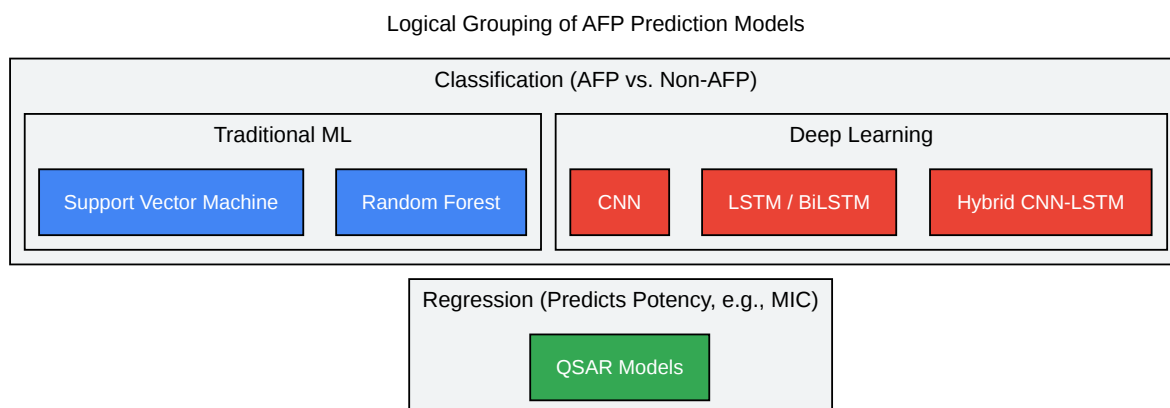 Logical Grouping of AFP Prediction Models
Classification (AFP vs. Non-AFP)
Traditional ML
Support Vector Machine
Random Forest
Deep Learning
CNN
LSTM / BiLSTM
Hybrid CNN-LSTM
Regression (Predicts Potency, e.g., MIC)
QSAR Models